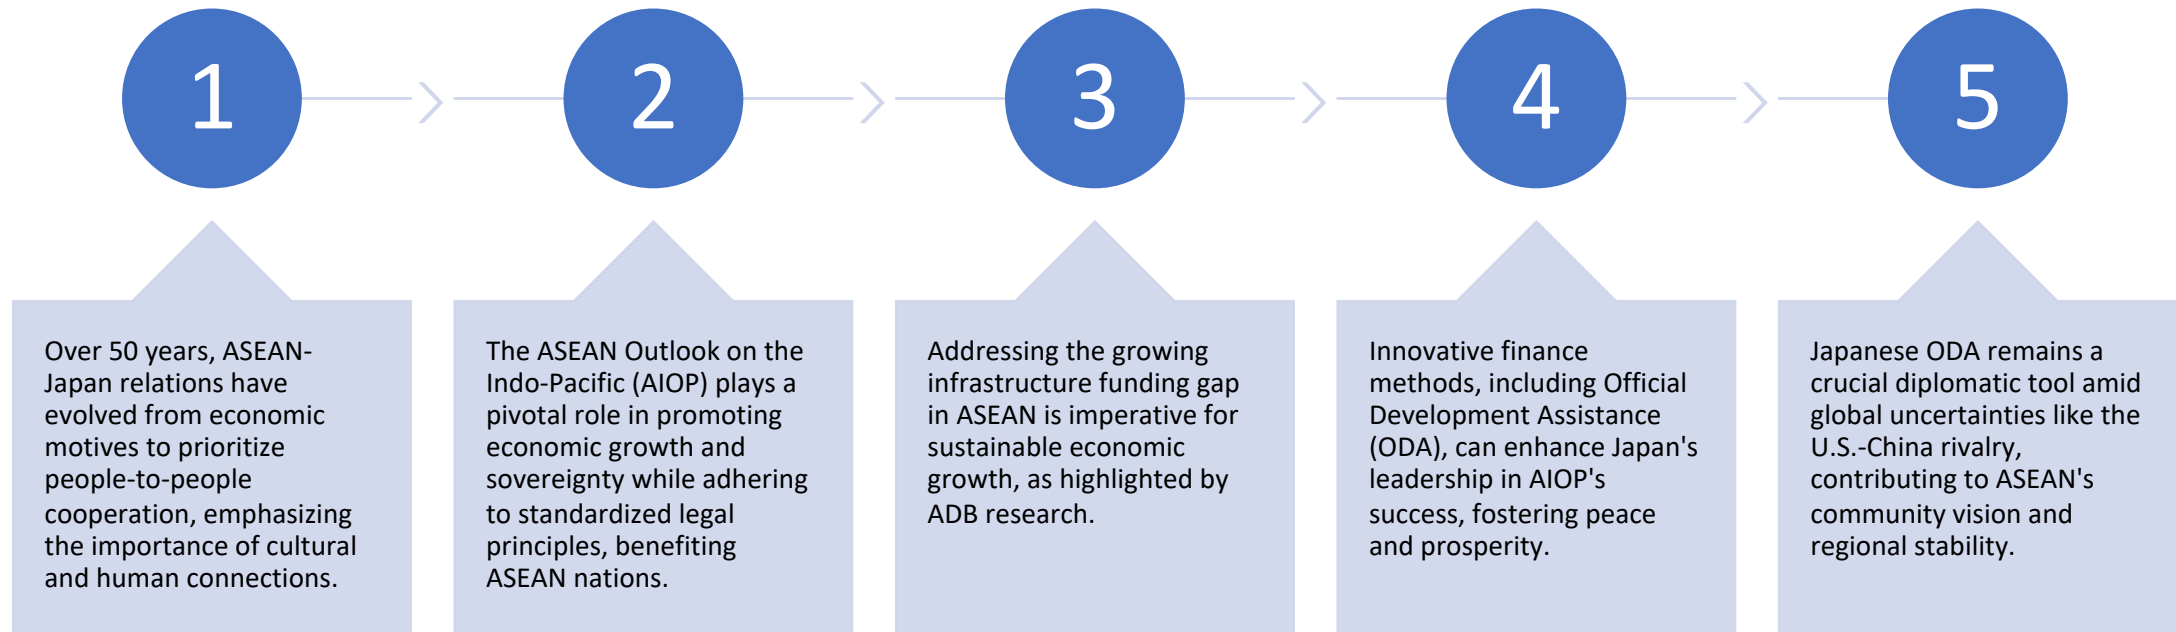 1
2
3
4
5
Over 50 years, ASEAN-
Japan relations have
evolved from economic
motives to prioritize
people-to-people
cooperation, emphasizing
the importance of cultural
and human connections.
The ASEAN Outlook on the
Indo-Pacific (AIOP) plays a
pivotal role in promoting
economic growth and
sovereignty while adhering
to standardized legal
principles, benefiting
ASEAN nations.
Addressing the growing
infrastructure funding gap
in ASEAN is imperative for
sustainable economic
growth, as highlighted by
ADB research.
Innovative finance
methods, including Official
Development Assistance
(ODA), can enhance Japan's
leadership in AIOP's
success, fostering peace
and prosperity.
Japanese ODA remains a
crucial diplomatic tool amid
global uncertainties like the
U.S.-China rivalry,
contributing to ASEAN's
community vision and
regional stability.